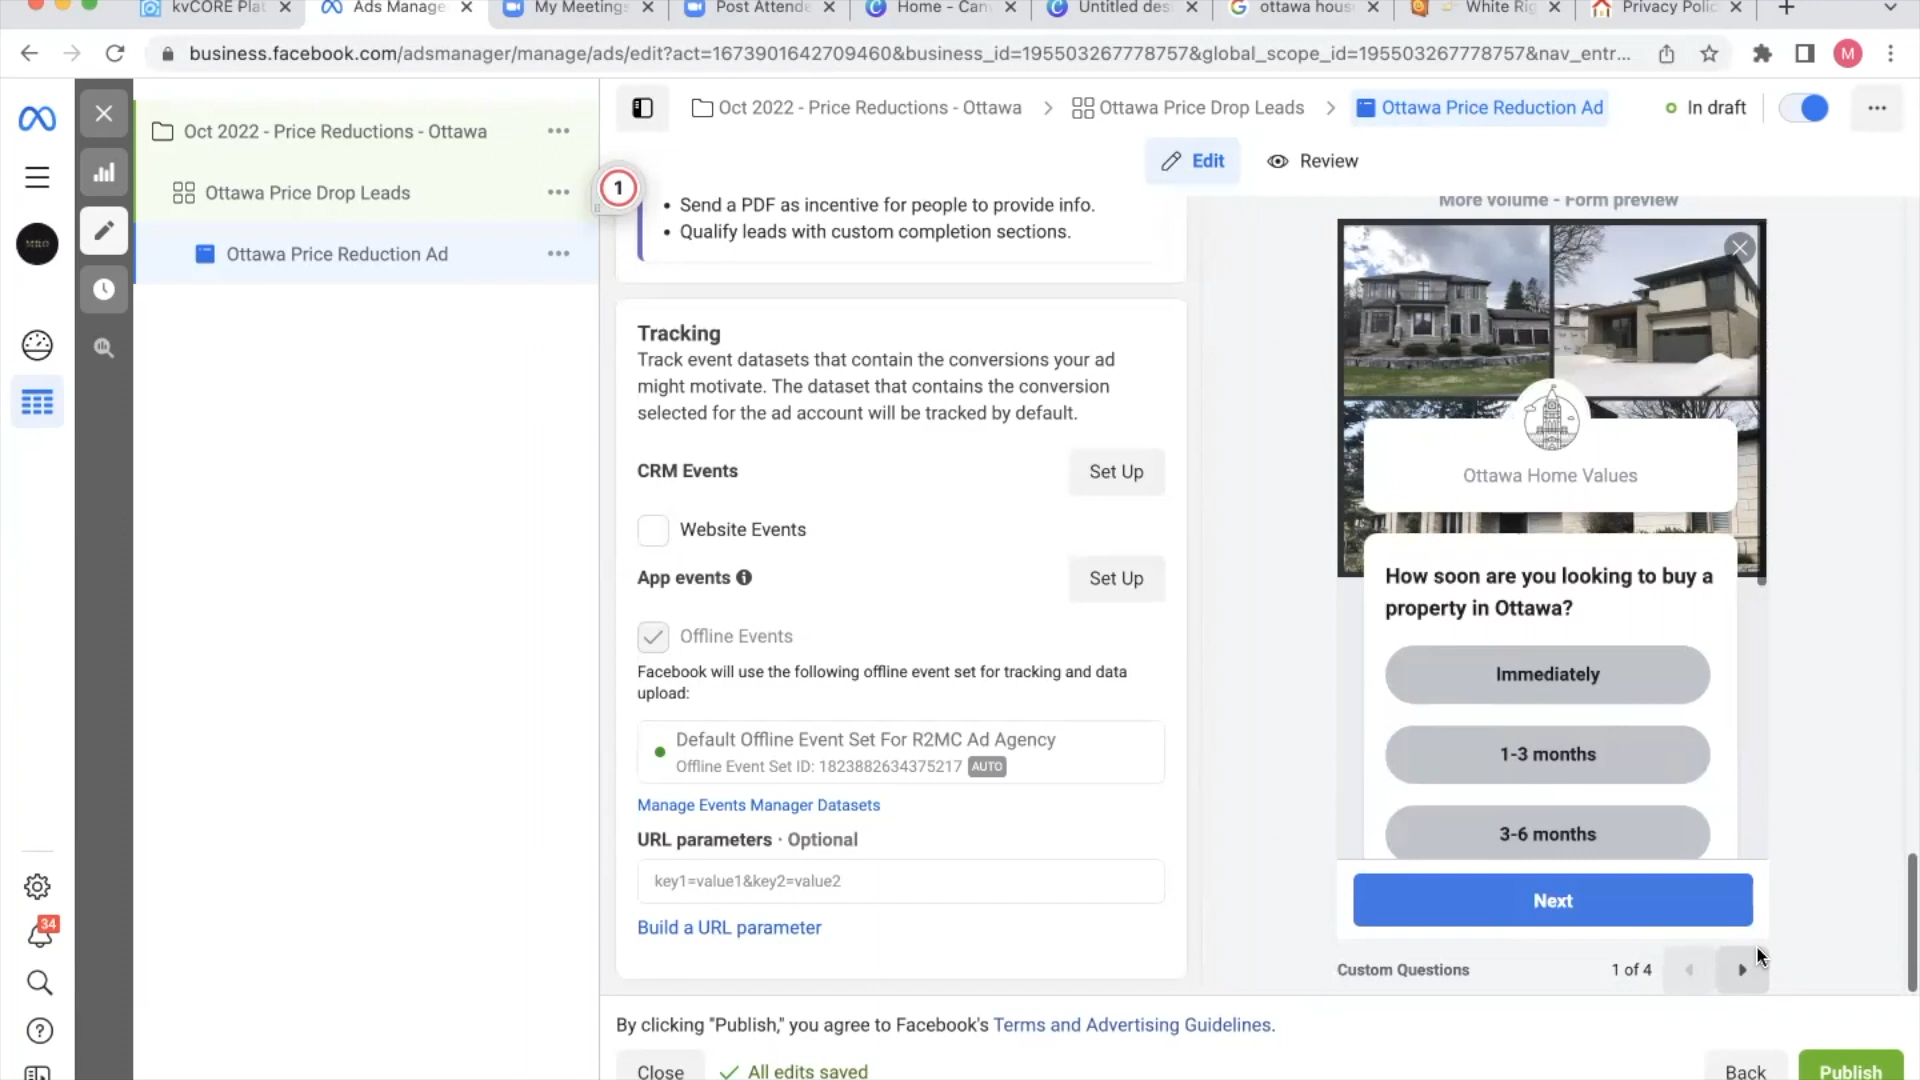 kvCORE Plat
Ads Manage
My Meetings
Post Attende
Home - Can
Untitled des
ottawa hous
White Rig
Privacy Polic
business.facebook.com/adsmanager/manage/ads/edit?act=1673901642709460&business_id=195503267778757&global_scope_id=195503267778757&nav_entr...
M
Oct 2022 - Price Reductions - Ottawa
Ottawa Price Drop Leads
Ottawa Price Reduction Ad
MRO
34
Oct 2022 - Price Reductions - Ottawa
Ottawa Price Drop Leads
Ottawa Price Reduction Ad
In draft
Edit
Review
1
• Send a PDF as incentive for people to provide info.
• Qualify leads with custom completion sections.
Tracking
Track event datasets that contain the conversions your ad
might motivate. The dataset that contains the conversion
selected for the ad account will be tracked by default.
CRM Events
Set Up
Website Events
App events
Set Up
Offline Events
Facebook will use the following offline event set for tracking and data
upload:
Default Offline Event Set For R2MC Ad Agency
Offline Event Set ID: 1823882634375217 AUTO
Manage Events Manager Datasets
URL parameters · Optional
key1=value1&key2=value2
Build a URL parameter
More volume - Form preview
Ottawa Home Values
How soon are you looking to buy a
property in Ottawa?
Immediately
1-3 months
3-6 months
Next
Custom Questions
1 of 4
By clicking "Publish," you agree to Facebook's Terms and Advertising Guidelines.
Close
All edits saved
Back
Publish